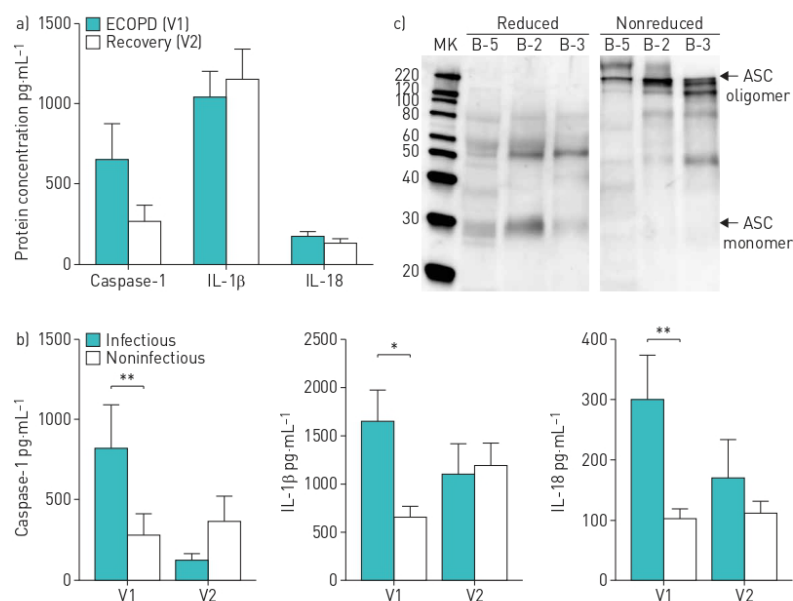 a)
ECOPD (V1)
Recovery (V2)
Protein concentration pg·mL⁻¹
1500
1000
500
0
Caspase-1 IL-1β IL-18
c)
Reduced Nonreduced
MK B-5 B-2 B-3 B-5 B-2 B-3
220
120
100
80
60
50
40
30
20
← ASC
oligomer
← ASC
monomer
b)
Infectious
Noninfectious
Caspase-1 pg·mL⁻¹
1500
1000
500
0
**
V1 V2
IL-1β pg·mL⁻¹
2500
2000
1500
1000
500
0
*
V1 V2
IL-18 pg·mL⁻¹
400
300
200
100
0
**
V1 V2